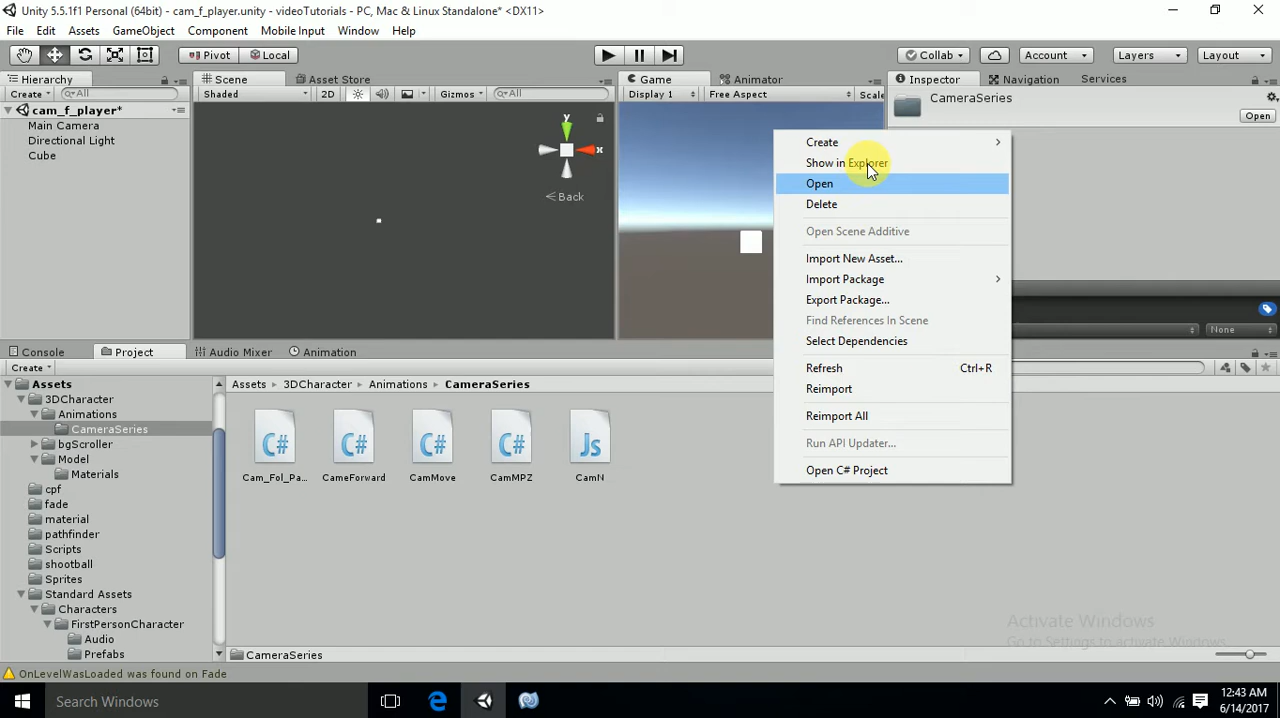 Unity 5.5.1f1 Personal (64bit) - cam_f_player.unity - videoTutorials - PC, Mac & Linux Standalone* <DX11>
File Edit Assets GameObject Component Mobile Input Window Help
Pivot Local Collab Account Layers Layout
Hierarchy Scene Asset Store Game Animator Inspector Navigation Services
Create All Shaded 2D Gizmos All Display 1 Free Aspect Scale CameraSeries
cam_f_player* Open
Main Camera
Directional Light
Cube
y
x
Back
Create
Show in Explorer
Open
Delete
Open Scene Additive
Import New Asset...
Import Package
Export Package...
Find References In Scene
Select Dependencies
Refresh Ctrl+R
Reimport
Reimport All
Run API Updater...
Open C# Project
None
Console Project Audio Mixer Animation
Create
Assets
3DCharacter
Animations
CameraSeries
bgScroller
Model
Materials
cpf
fade
material
pathfinder
Scripts
shootball
Sprites
Standard Assets
Characters
FirstPersonCharacter
Audio
Prefabs
Assets 3DCharacter Animations CameraSeries
C# C# C# C# Js
Cam_Fol_Pa... CameForward CamMove CamMPZ CamN
Activate Windows
Go to Settings to activate Windows.
CameraSeries
OnLevelWasLoaded was found on Fade
Search Windows
12:43 AM
6/14/2017